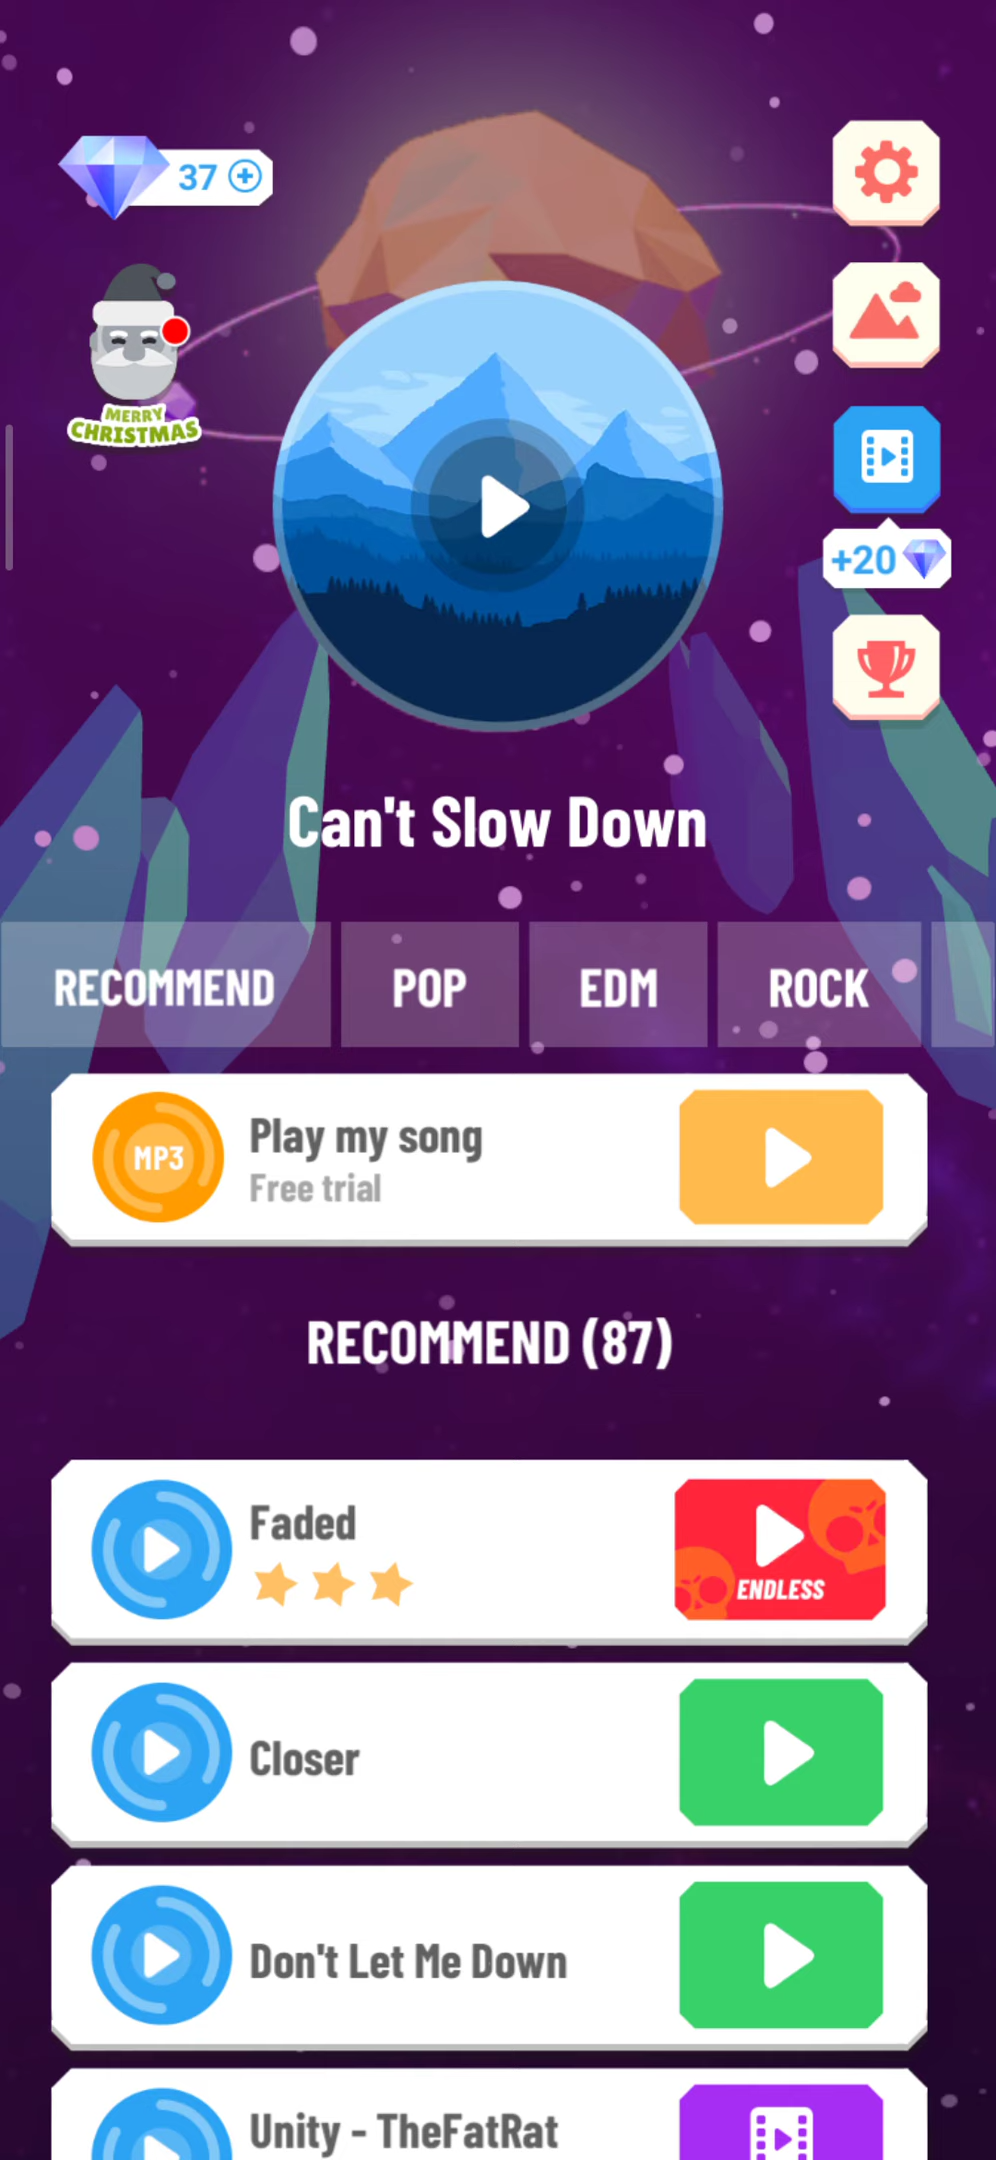 37
MERRY
CHRISTMAS
+20
Can't Slow Down
RECOMMEND
POP
EDM
ROCK
MP3
Play my song
Free trial
RECOMMEND (87)
Faded
ENDLESS
Closer
Don't Let Me Down
Unity - TheFatRat